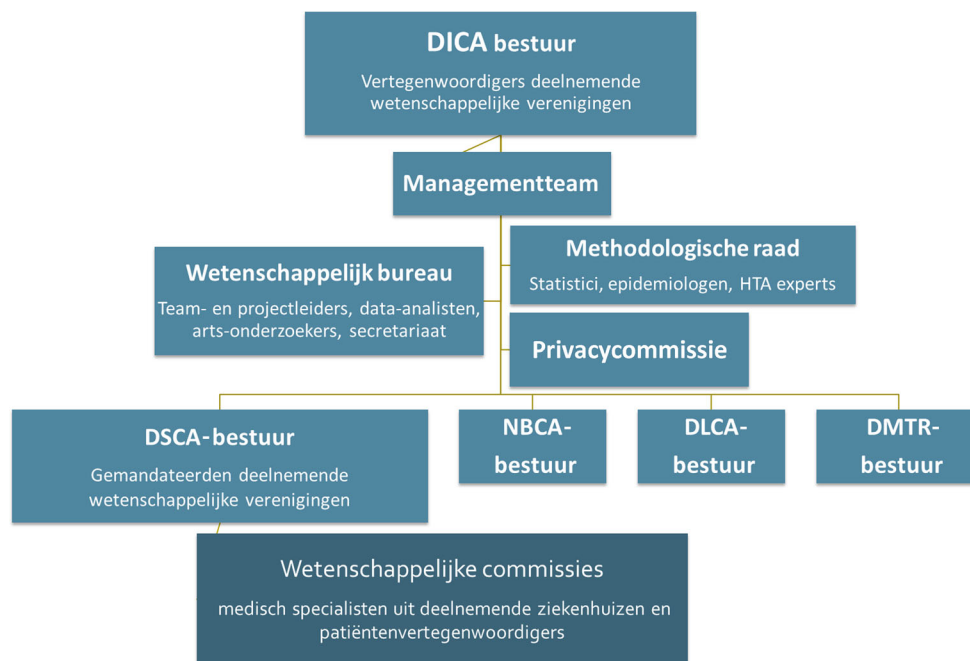 DICA bestuur
Vertegenwoordigers deelnemende
wetenschappelijke verenigingen
Managementteam
Wetenschappelijk bureau
Team- en projectleiders, data-analisten,
arts-onderzoekers, secretariaat
Methodologische raad
Statistici, epidemiologen, HTA experts
Privacycommissie
DSCA-bestuur
Gemandateerden deelnemende
wetenschappelijke verenigingen
NBCA-
bestuur
DLCA-
bestuur
DMTR-
bestuur
Wetenschappelijke commissies
medisch specialisten uit deelnemende ziekenhuizen en
patiëntenvertegenwoordigers